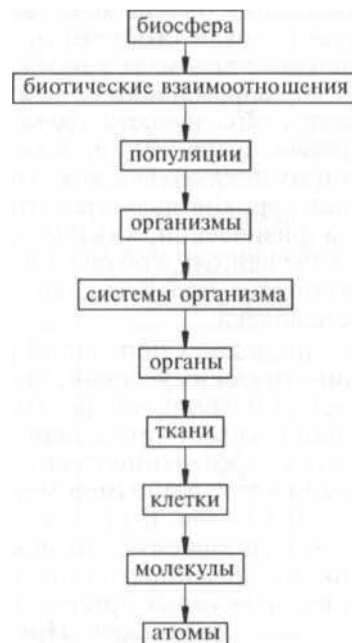 биосфера
биотические взаимоотношения
популяции
организмы
системы организма
органы
ткани
клетки
молекулы
атомы